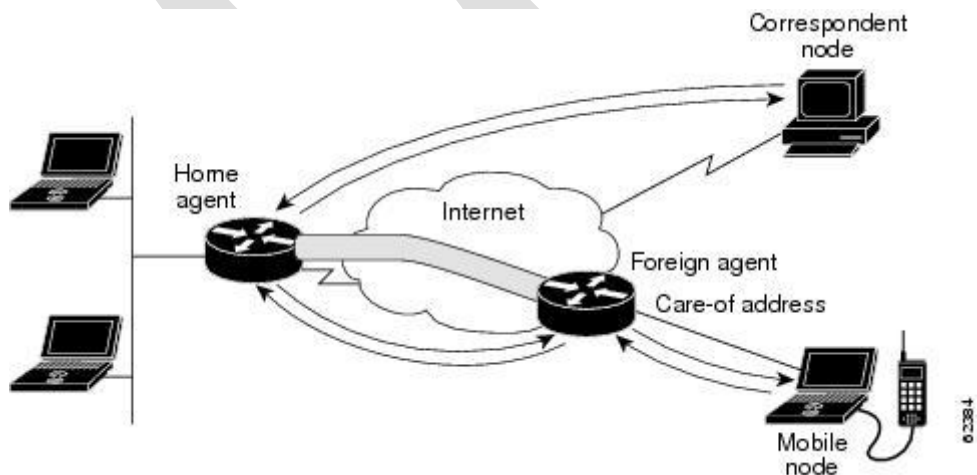 Correspondent
node
Home
agent
Internet
Foreign agent
Care-of address
Mobile
node
62384